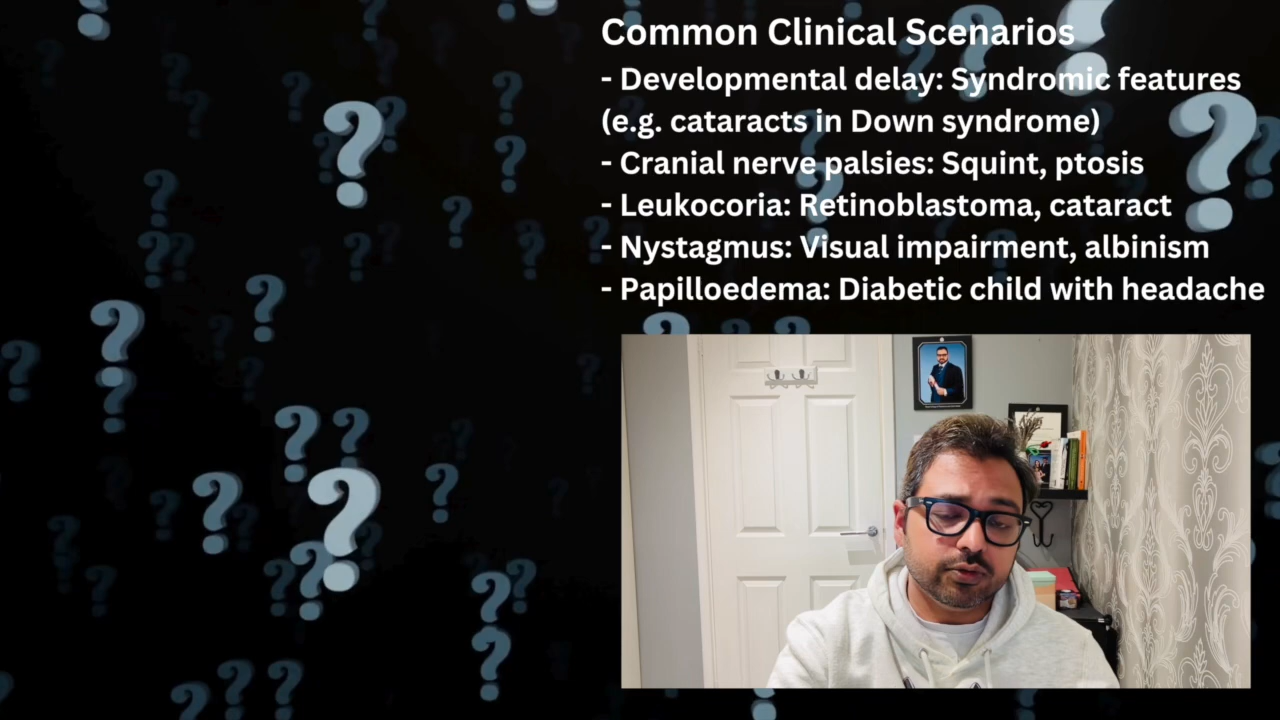 Common Clinical Scenarios
- Developmental delay: Syndromic features
(e.g. cataracts in Down syndrome)
- Cranial nerve palsies: Squint, ptosis
- Leukocoria: Retinoblastoma, cataract
- Nystagmus: Visual impairment, albinism
- Papilloedema: Diabetic child with headache